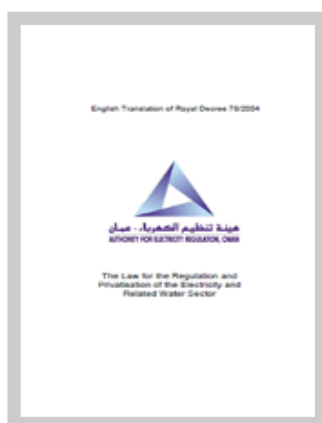 English Translation of Royal Decree 78/2004
هيئة تنظيم الكهرباء - عمان
AUTHORITY FOR ELECTRICITY REGULATION, OMAN
The Law for the Regulation and
Privatisation of the Electricity and
Related Water Sector